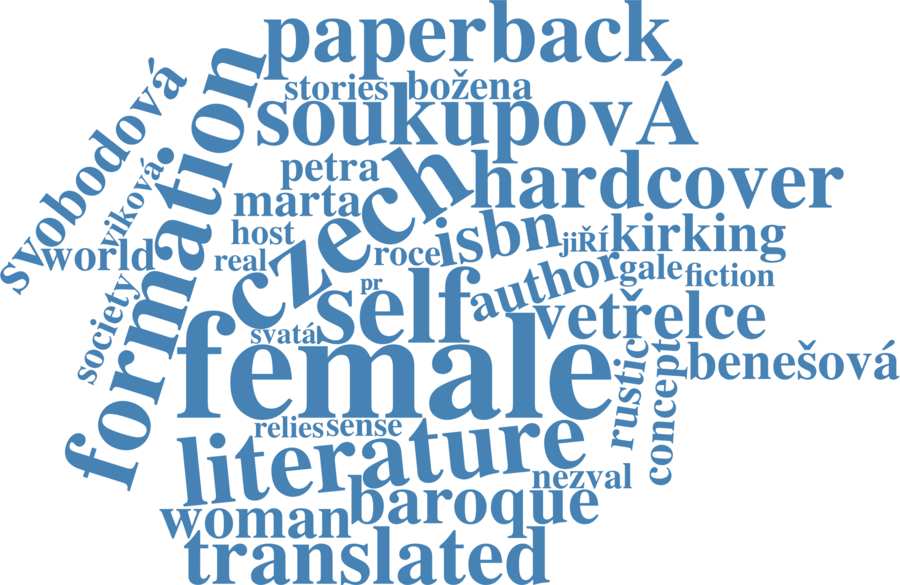 paperback
stories božena
soukupovÁ
svobodová
formation
petra
hardcover
czech
marta
viková
host
isbn
jiŘí kirking
world
real
roce
author
gale fiction
pr
self
society
svatá
vetřelce
female
benešová
rustic
concept
relies sense
literature
nezval
baroque
woman
translated